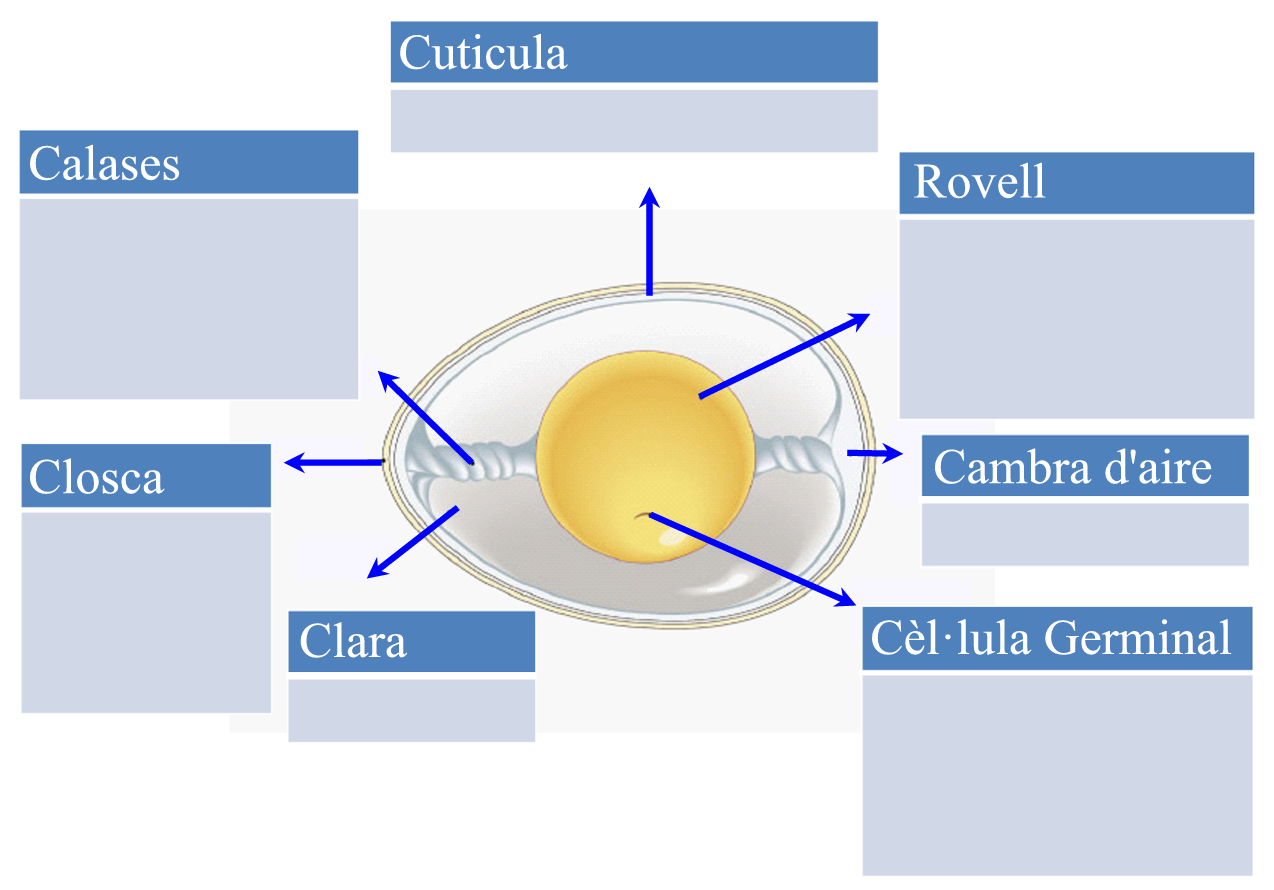 Cuticula
Calases
Rovell
Closca
Cambra d'aire
Clara
Cèl·lula Germinal